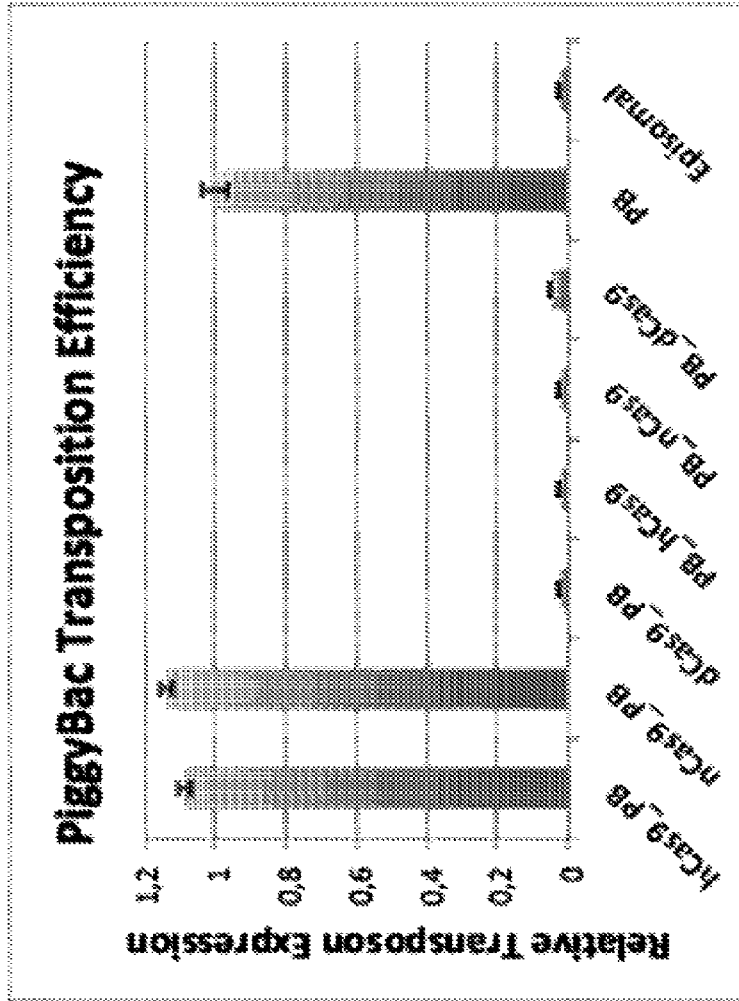 PiggyBac Transposition Efficiency
Relative Transposon Expression
1,2
1
0,8
0,6
0,4
0,2
0
hCas9_PB
nCas9_PB
dCas9_PB
PB_hCas9
PB_nCas9
PB_dCas9
PB
Episomal